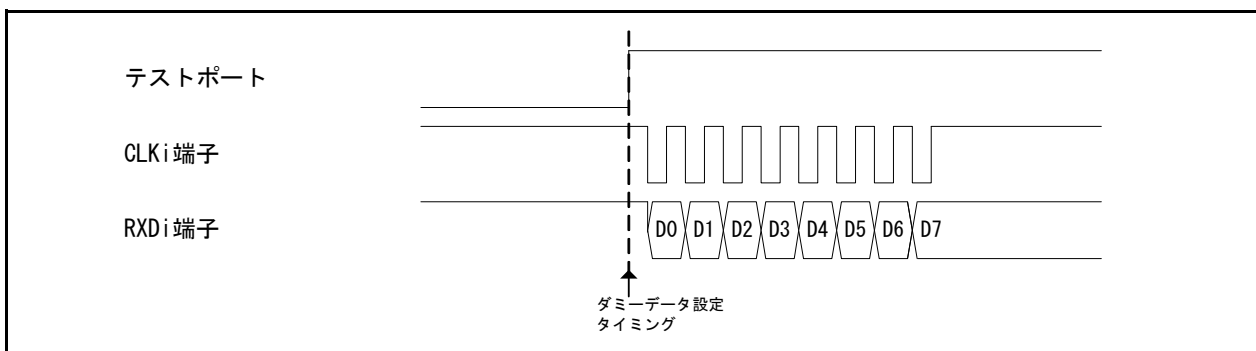 テストポート
CLKi端子
RXDi端子
D0 D1 D2 D3 D4 D5 D6 D7
ダミーデータ設定
タイミング